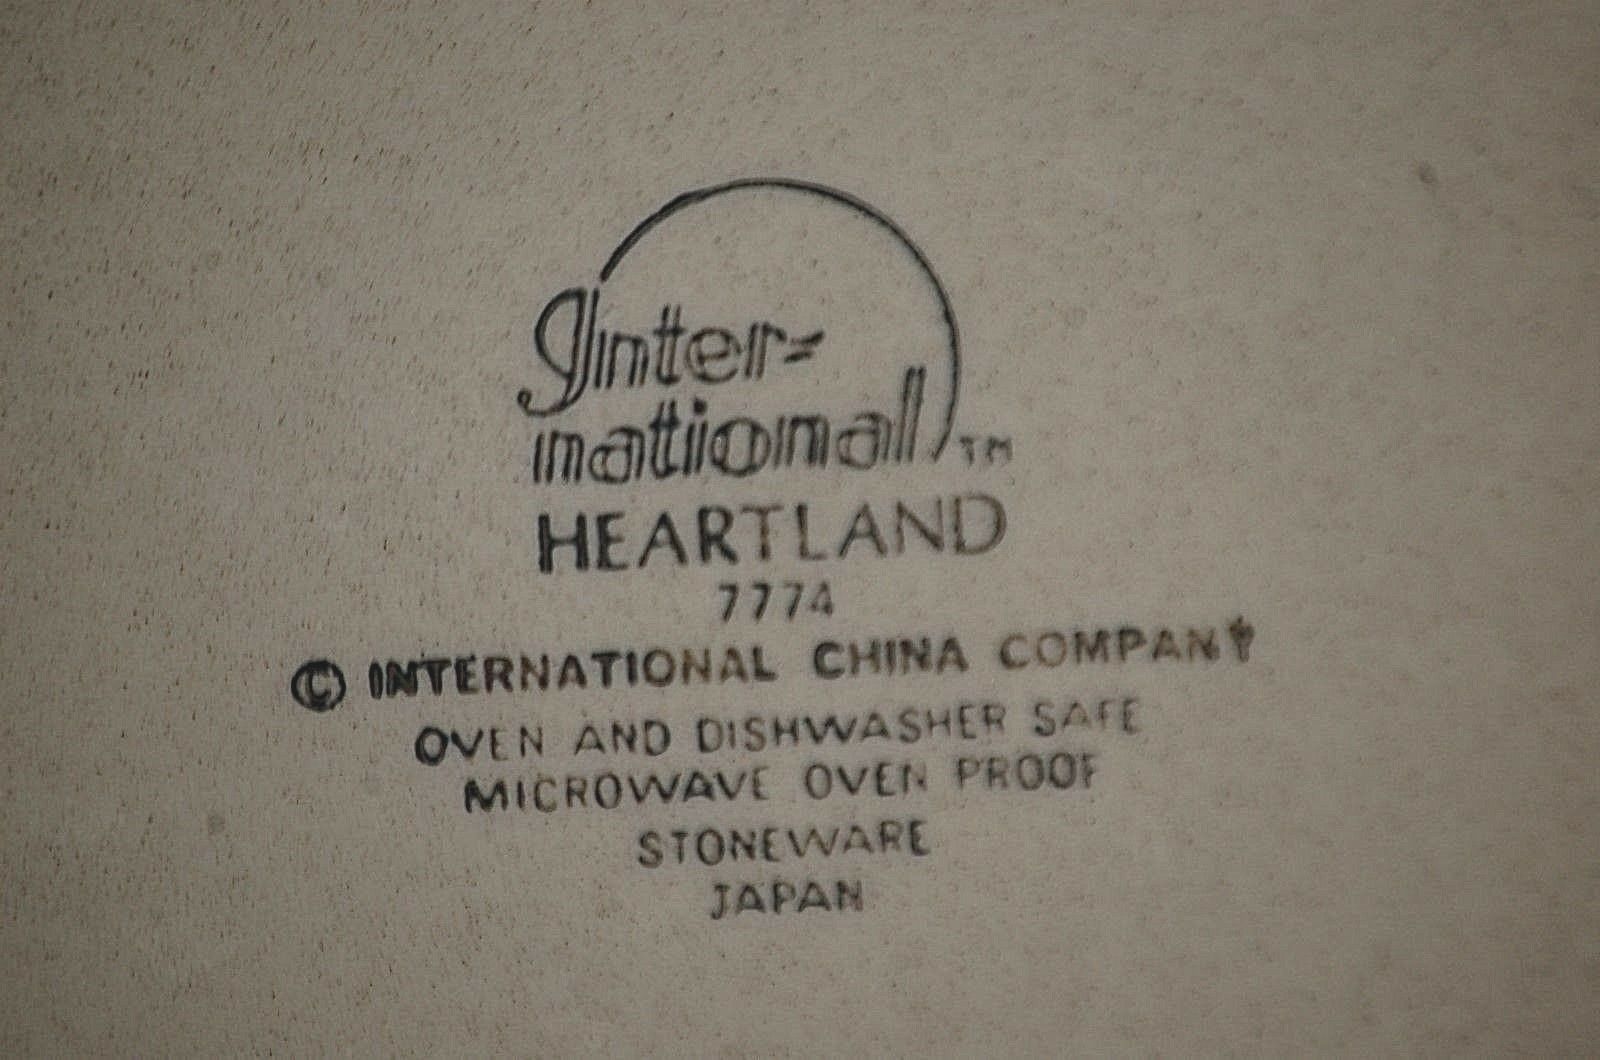 Inter-
national TM
HEARTLAND
7774
© INTERNATIONAL CHINA COMPANY
OVEN AND DISHWASHER SAFE
MICROWAVE OVEN PROOF
STONEWARE
JAPAN